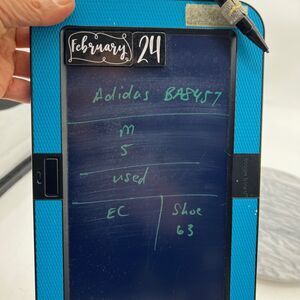 February 24
Adidas BA8457
m
5
used
EC
Shoe
63